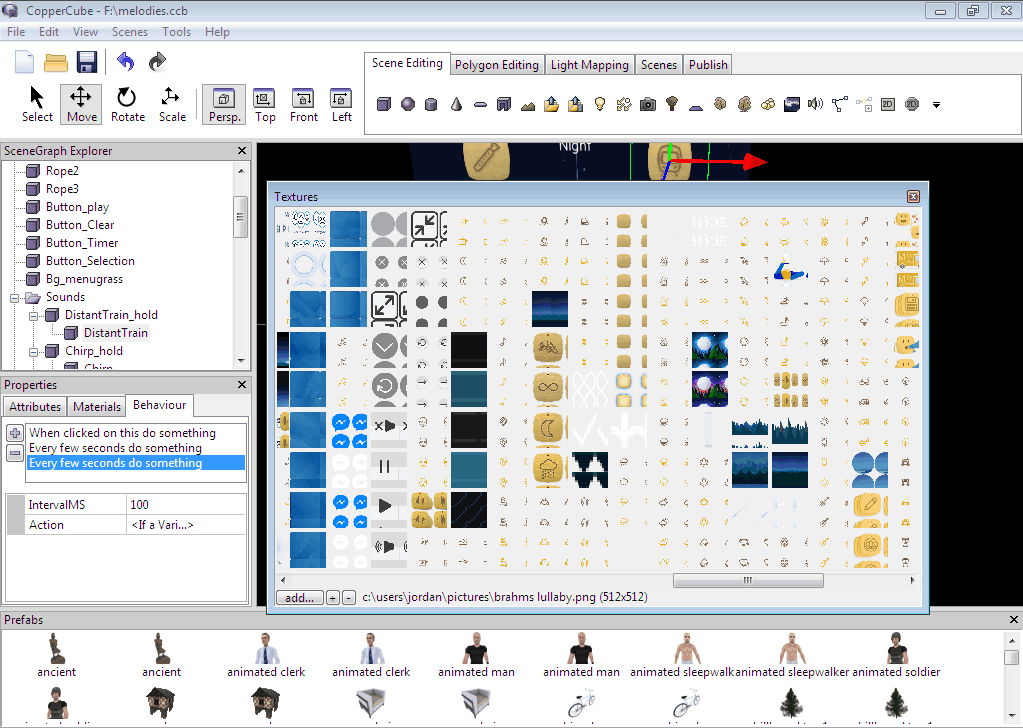 CopperCube - F:\melodies.ccb
File Edit View Scenes Tools Help
Scene Editing Polygon Editing Light Mapping Scenes Publish
Select Move Rotate Scale Persp. Top Front Left
2D 2D
SceneGraph Explorer
Rope2
Rope3
Button_play
Button_Clear
Button_Timer
Button_Selection
Bg_menugrass
Sounds
DistantTrain_hold
DistantTrain
Chirp_hold
Chirp
Night
Textures
add... + - c:\users\jordan\pictures\brahms lullaby.png (512x512)
Properties
Attributes Materials Behaviour
When clicked on this do something
Every few seconds do something
Every few seconds do something
IntervalMS 100
Action <If a Vari...>
Prefabs
ancient ancient animated clerk animated clerk animated man animated man animated sleepwalker animated sleepwalker animated soldier